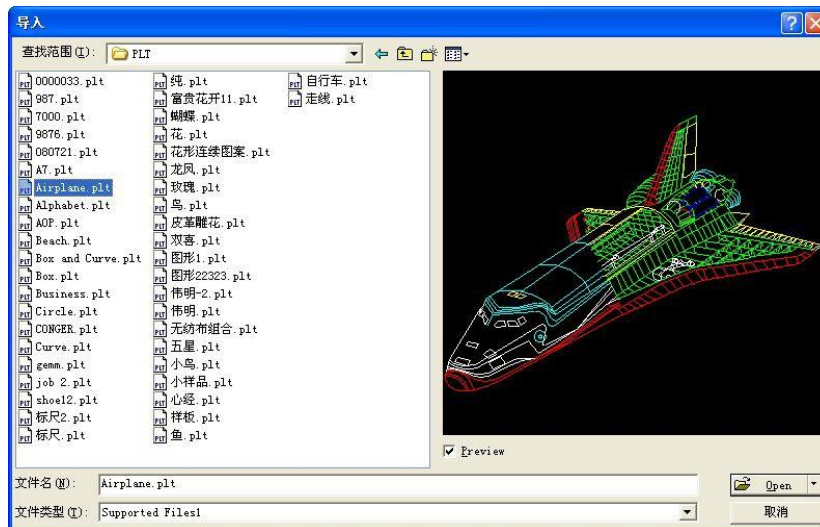 导入
查找范围(I):
PLT
0000033.plt
987.plt
7000.plt
9876.plt
080721.plt
A7.plt
Airplane.plt
Alphabet.plt
AOP.plt
Beach.plt
Box and Curve.plt
Box.plt
Business.plt
Circle.plt
CONGER.plt
Curve.plt
gemm.plt
job 2.plt
shoe12.plt
标尺2.plt
标尺.plt
纯.plt
富贵花开11.plt
蝴蝶.plt
花.plt
花形连续图案.plt
龙凤.plt
玫瑰.plt
鸟.plt
皮革雕花.plt
双喜.plt
图形1.plt
图形22323.plt
伟明-2.plt
伟明.plt
无纺布组合.plt
五星.plt
小鸟.plt
小样品.plt
心经.plt
样板.plt
鱼.plt
自行车.plt
走线.plt
Preview
文件名(N):
Airplane.plt
Open
文件类型(T):
Supported Files1
取消